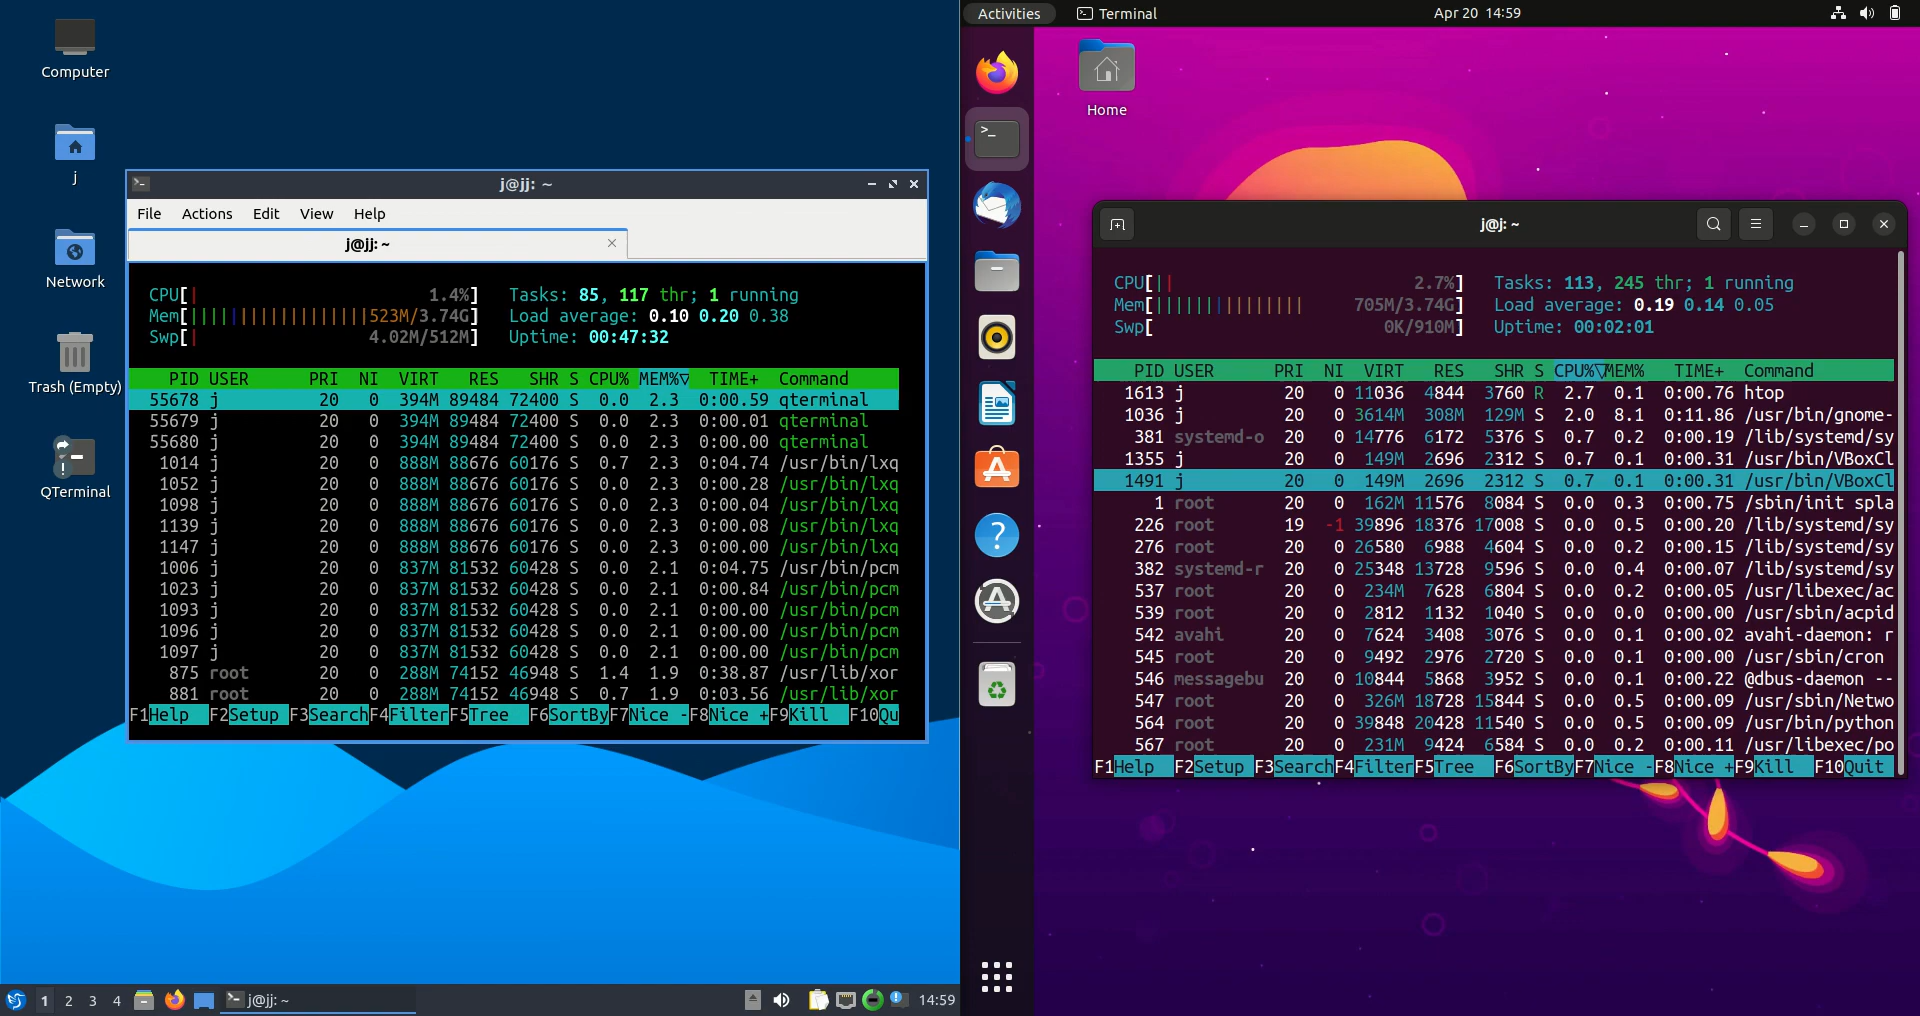 Computer
j
Network
Trash (Empty)
QTerminal
j@jj: ~
File Actions Edit View Help
j@jj: ~
CPU[| 1.4%] Tasks: 85, 117 thr; 1 running
Mem[||||||||||||||||||523M/3.74G] Load average: 0.10 0.20 0.38
Swp[| 4.02M/512M] Uptime: 00:47:32
PID USER PRI NI VIRT RES SHR S CPU% MEM%▽ TIME+ Command
55678 j 20 0 394M 89484 72400 S 0.0 2.3 0:00.59 qterminal
55679 j 20 0 394M 89484 72400 S 0.0 2.3 0:00.01 qterminal
55680 j 20 0 394M 89484 72400 S 0.0 2.3 0:00.00 qterminal
1014 j 20 0 888M 88676 60176 S 0.7 2.3 0:04.74 /usr/bin/lxq
1052 j 20 0 888M 88676 60176 S 0.0 2.3 0:00.28 /usr/bin/lxq
1098 j 20 0 888M 88676 60176 S 0.0 2.3 0:00.04 /usr/bin/lxq
1139 j 20 0 888M 88676 60176 S 0.0 2.3 0:00.08 /usr/bin/lxq
1147 j 20 0 888M 88676 60176 S 0.0 2.3 0:00.00 /usr/bin/lxq
1006 j 20 0 837M 81532 60428 S 0.0 2.1 0:04.75 /usr/bin/pcm
1023 j 20 0 837M 81532 60428 S 0.0 2.1 0:00.84 /usr/bin/pcm
1093 j 20 0 837M 81532 60428 S 0.0 2.1 0:00.00 /usr/bin/pcm
1096 j 20 0 837M 81532 60428 S 0.0 2.1 0:00.00 /usr/bin/pcm
1097 j 20 0 837M 81532 60428 S 0.0 2.1 0:00.00 /usr/bin/pcm
875 root 20 0 288M 74152 46948 S 1.4 1.9 0:38.87 /usr/lib/xor
881 root 20 0 288M 74152 46948 S 0.7 1.9 0:03.56 /usr/lib/xor
F1Help F2Setup F3SearchF4FilterF5Tree F6SortByF7Nice -F8Nice +F9Kill F10Qu
1 2 3 4 j@jj: ~ 14:59
Activities Terminal Apr 20 14:59
Home
j@j: ~
CPU[|| 2.7%] Tasks: 113, 245 thr; 1 running
Mem[||||||||||||||| 705M/3.74G] Load average: 0.19 0.14 0.05
Swp[ 0K/910M] Uptime: 00:02:01
PID USER PRI NI VIRT RES SHR S CPU%▽MEM% TIME+ Command
1613 j 20 0 11036 4844 3760 R 2.7 0.1 0:00.76 htop
1036 j 20 0 3614M 308M 129M S 2.0 8.1 0:11.86 /usr/bin/gnome-
381 systemd-o 20 0 14776 6172 5376 S 0.7 0.2 0:00.19 /lib/systemd/sy
1355 j 20 0 149M 2696 2312 S 0.7 0.1 0:00.31 /usr/bin/VBoxCl
1491 j 20 0 149M 2696 2312 S 0.7 0.1 0:00.31 /usr/bin/VBoxCl
1 root 20 0 162M 11576 8084 S 0.0 0.3 0:00.75 /sbin/init spla
226 root 19 -1 39896 18376 17008 S 0.0 0.5 0:00.20 /lib/systemd/sy
276 root 20 0 26580 6988 4604 S 0.0 0.2 0:00.15 /lib/systemd/sy
382 systemd-r 20 0 25348 13728 9596 S 0.0 0.4 0:00.07 /lib/systemd/sy
537 root 20 0 234M 7628 6804 S 0.0 0.2 0:00.05 /usr/libexec/ac
539 root 20 0 2812 1132 1040 S 0.0 0.0 0:00.00 /usr/sbin/acpid
542 avahi 20 0 7624 3408 3076 S 0.0 0.1 0:00.02 avahi-daemon: r
545 root 20 0 9492 2976 2720 S 0.0 0.1 0:00.00 /usr/sbin/cron
546 messagebu 20 0 10844 5868 3952 S 0.0 0.1 0:00.22 @dbus-daemon --
547 root 20 0 326M 18728 15844 S 0.0 0.5 0:00.09 /usr/sbin/Netwo
564 root 20 0 39848 20428 11540 S 0.0 0.5 0:00.09 /usr/bin/python
567 root 20 0 231M 9424 6584 S 0.0 0.2 0:00.11 /usr/libexec/po
F1Help F2Setup F3SearchF4FilterF5Tree F6SortByF7Nice -F8Nice +F9Kill F10Quit